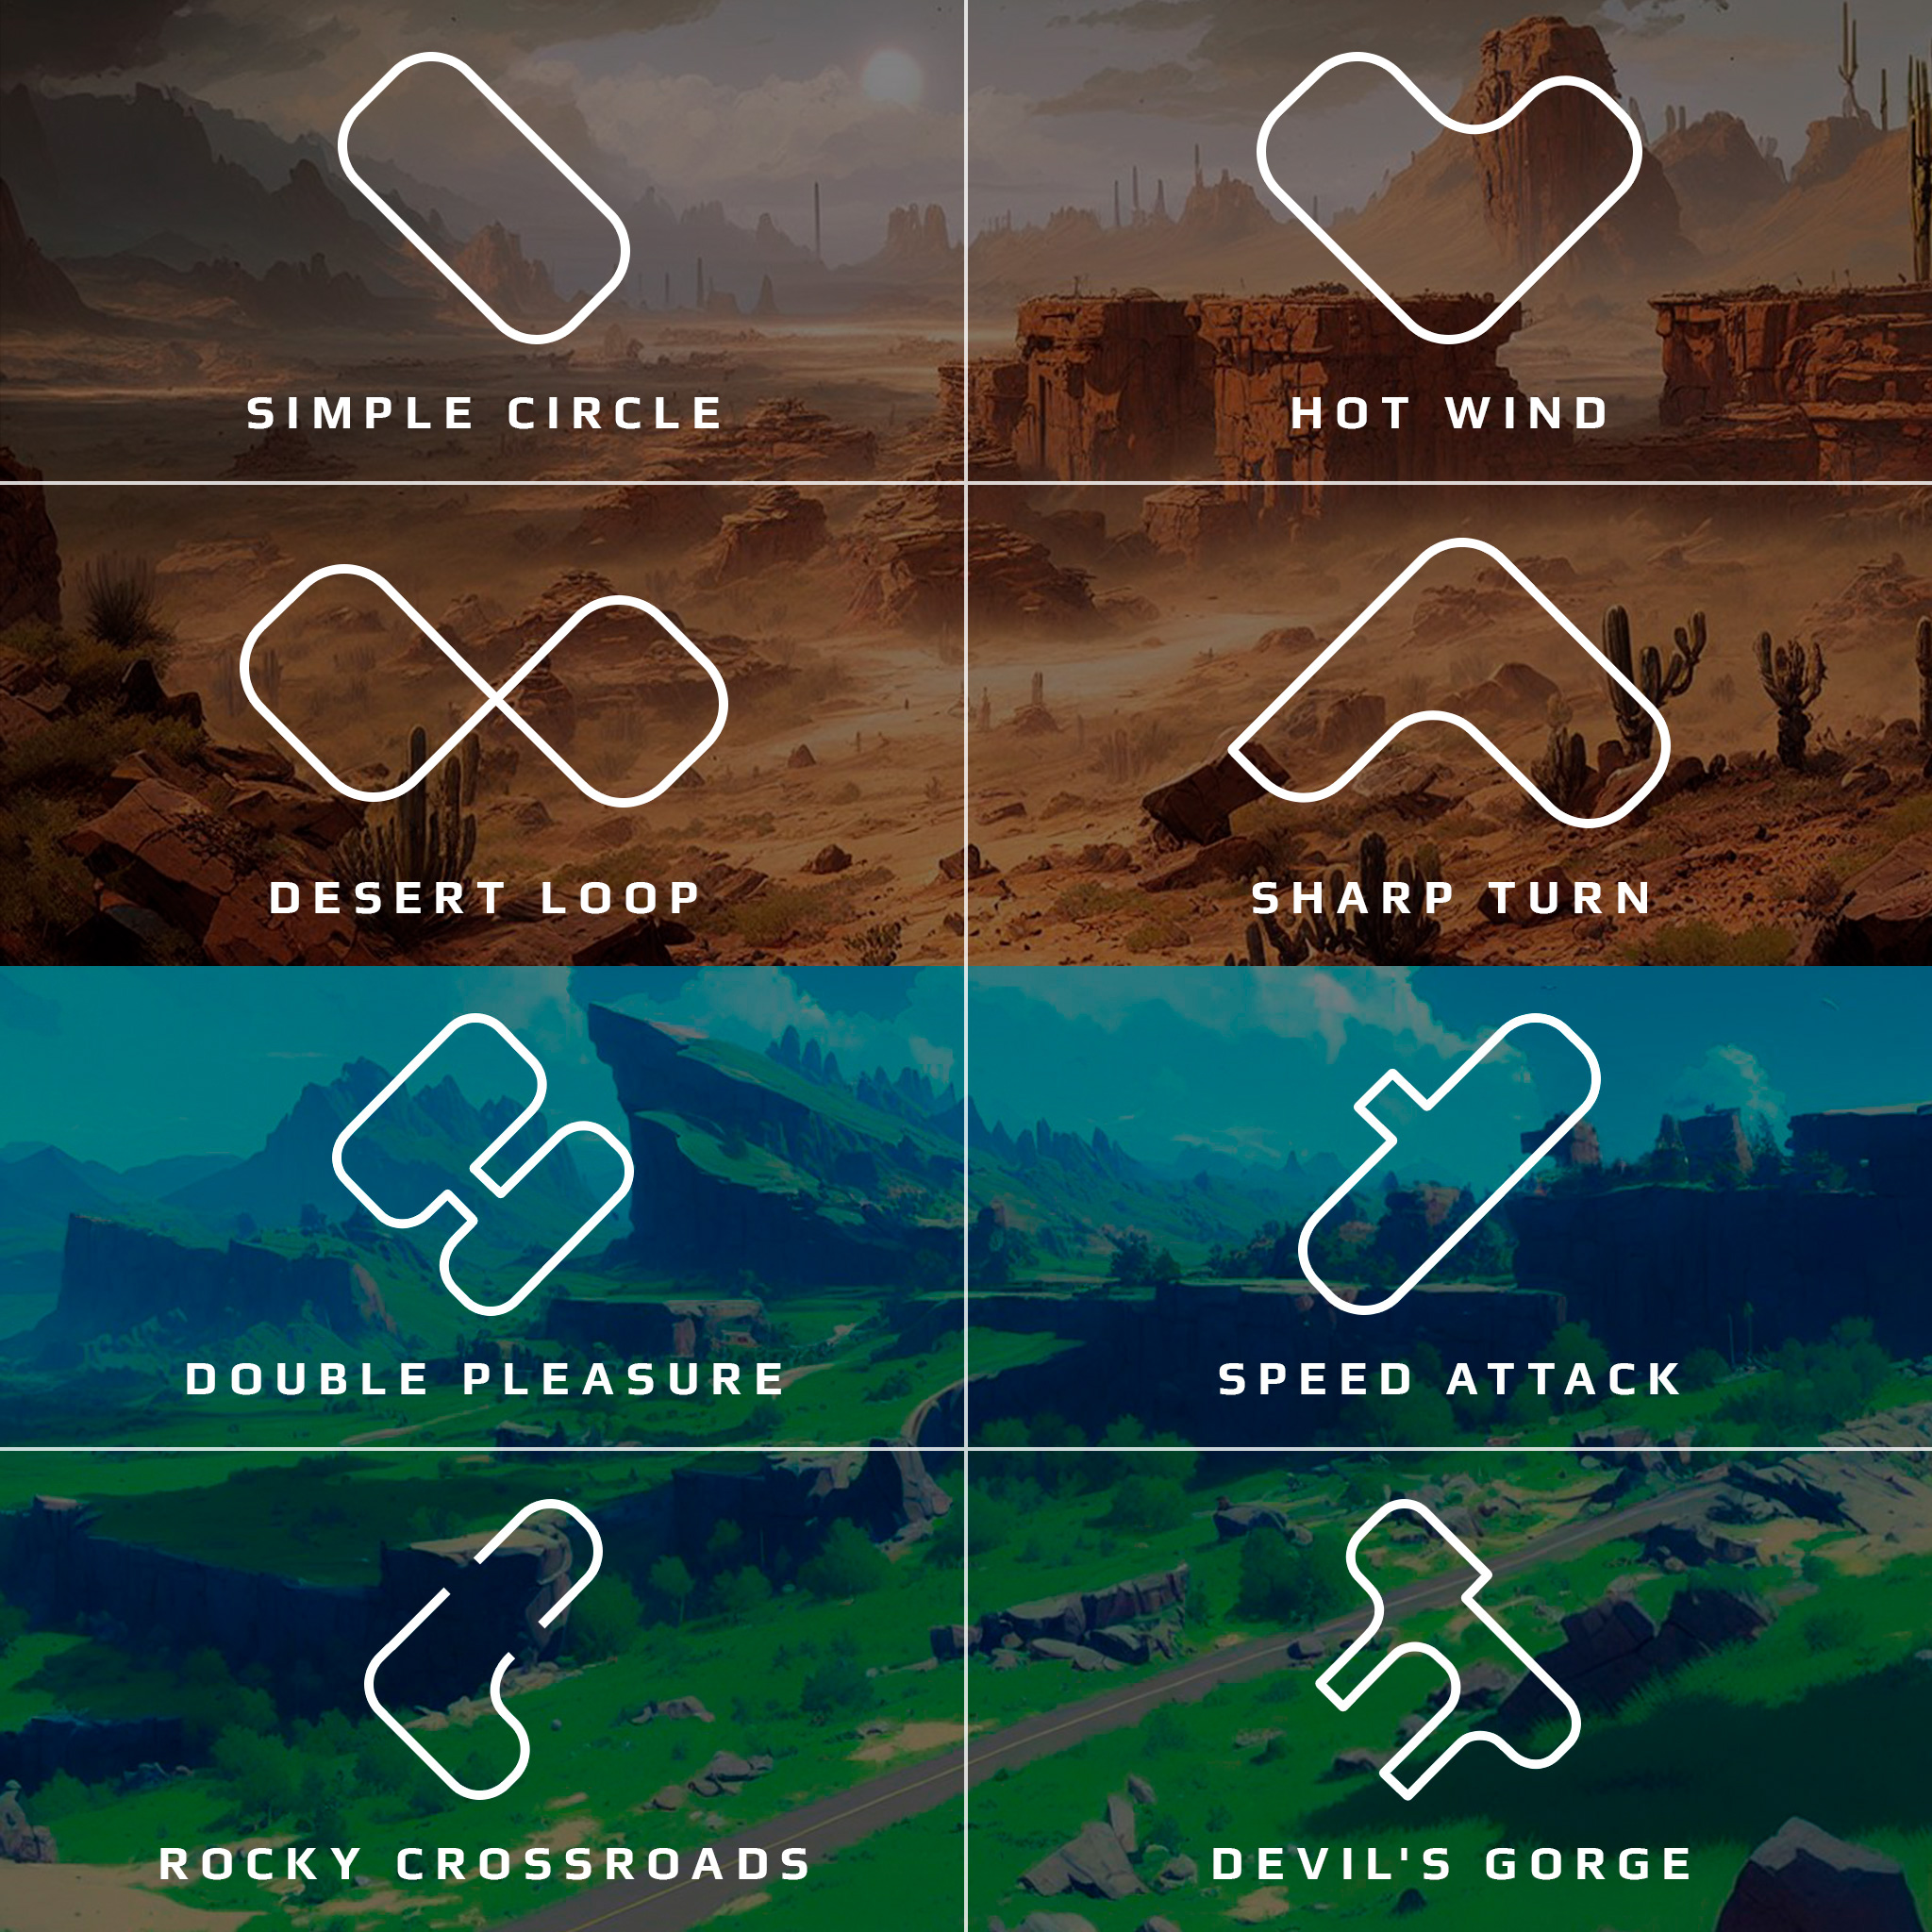 SIMPLE CIRCLE
HOT WIND
DESERT LOOP
SHARP TURN
DOUBLE PLEASURE
SPEED ATTACK
ROCKY CROSSROADS
DEVIL'S GORGE